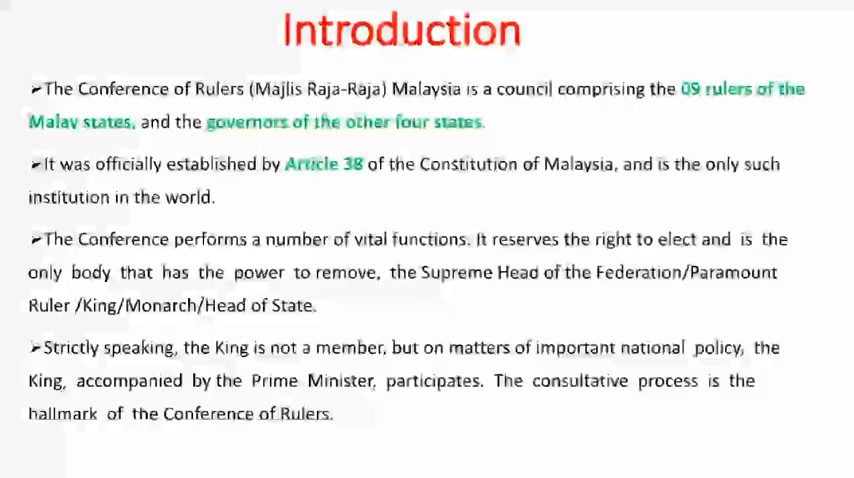 Introduction
➢The Conference of Rulers (Majlis Raja-Raja) Malaysia is a council comprising the 09 rulers of the
Malay states, and the governors of the other four states.
➢It was officially established by Article 38 of the Constitution of Malaysia, and is the only such
institution in the world.
➢The Conference performs a number of vital functions. It reserves the right to elect and is the
only body that has the power to remove, the Supreme Head of the Federation/Paramount
Ruler /King/Monarch/Head of State.
➢Strictly speaking, the King is not a member, but on matters of important national policy, the
King, accompanied by the Prime Minister, participates. The consultative process is the
hallmark of the Conference of Rulers.